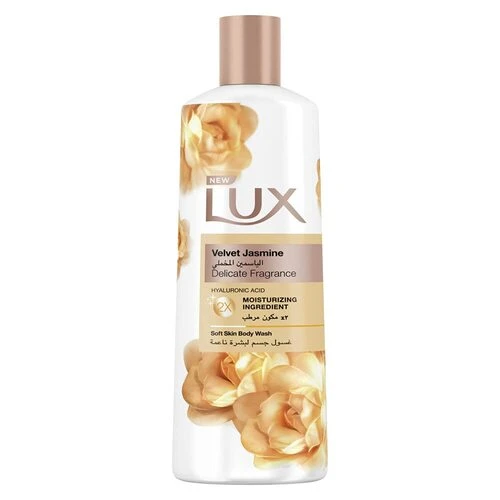 NEW
LUX
Velvet Jasmine
الياسمين المخملي
Delicate Fragrance
HYALURONIC ACID
2X
MOISTURIZING
INGREDIENT
x٢ مكون مرطب
Soft Skin Body Wash
غسول جسم لبشرة ناعمة